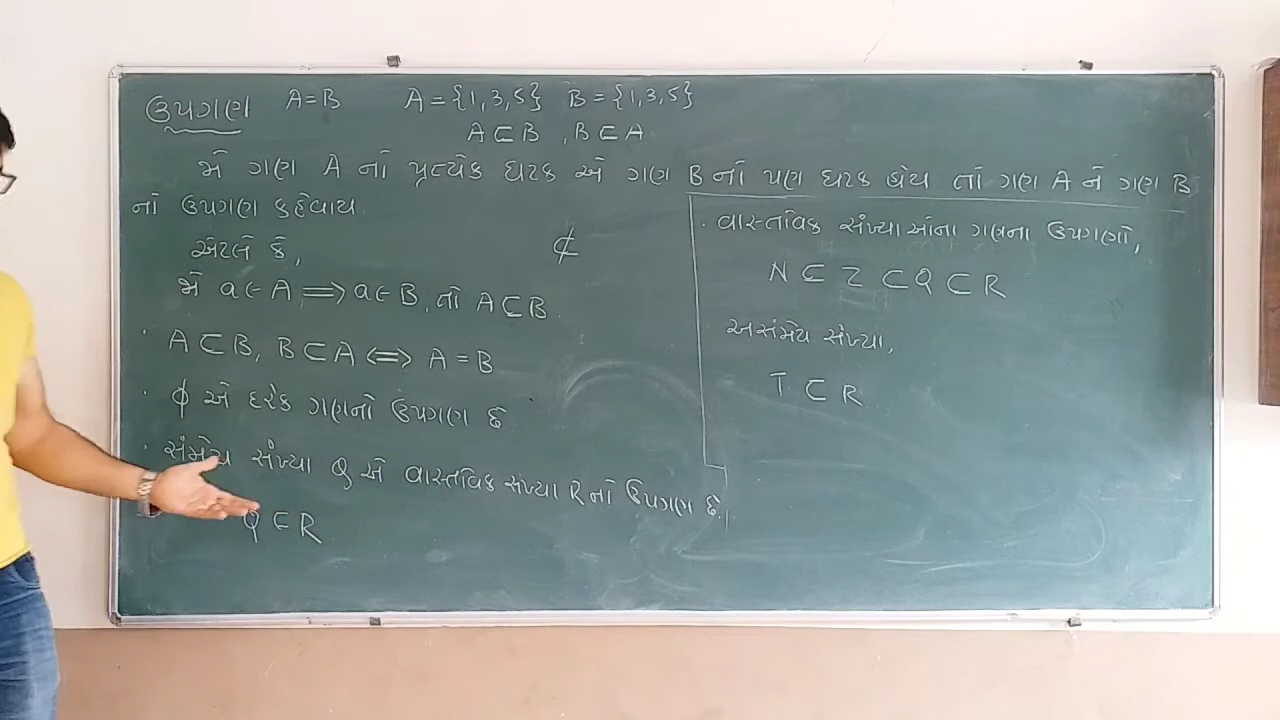 ઉપગણ A=B A = {1,3,5} B = {1,3,5}
A⊂B , B⊂A
જો ગણ A નો પ્રત્યેક ઘટક એ ગણ B નો પણ ઘટક હોય તો ગણ A ને ગણ B
નો ઉપગણ કહેવાય.
એટલે કે,
⊄
જો a∈A, ⟹ a∈B, તો A⊂B.
· A⊂B, B⊂A ⟺ A=B
· ϕ એ દરેક ગણનો ઉપગણ છે
· સંમેય સંખ્યા Q એ વાસ્તવિક સંખ્યા R નો ઉપગણ છે.
Q⊂R
· વાસ્તવિક સંખ્યાઓના ગણના ઉપગણો,
N⊂Z⊂Q⊂R
· અસંમેય સંખ્યા,
T⊂R